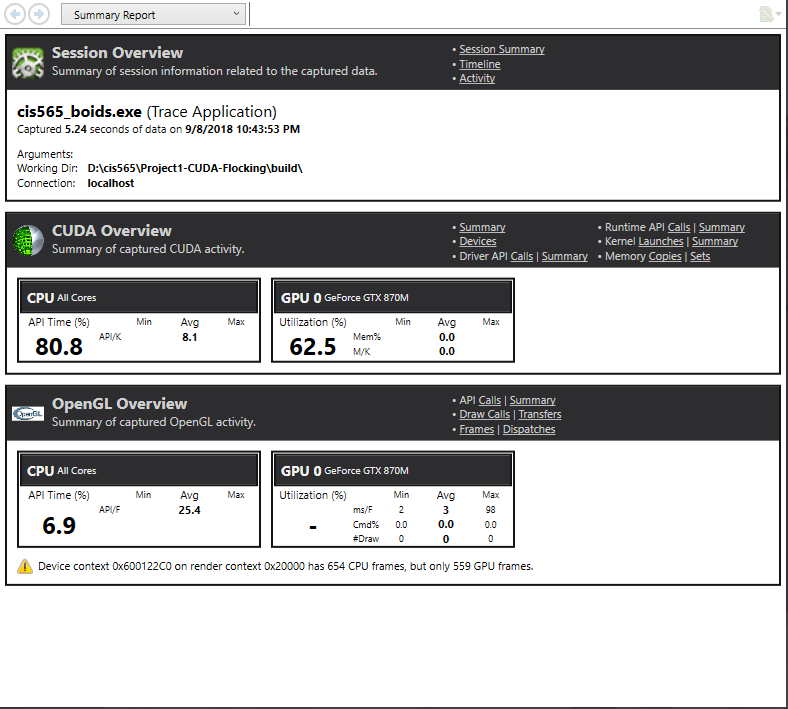 Summary Report
Session Overview
Summary of session information related to the captured data.
• Session Summary
• Timeline
• Activity
cis565_boids.exe (Trace Application)
Captured 5.24 seconds of data on 9/8/2018 10:43:53 PM
Arguments:
Working Dir: D:\cis565\Project1-CUDA-Flocking\build\
Connection: localhost
CUDA Overview
Summary of captured CUDA activity.
• Summary
• Devices
• Driver API Calls | Summary
• Runtime API Calls | Summary
• Kernel Launches | Summary
• Memory Copies | Sets
CPU All Cores
API Time (%) Min Avg Max
80.8 API/K 8.1
GPU 0 GeForce GTX 870M
Utilization (%) Min Avg Max
62.5 Mem% 0.0
M/K 0.0
OpenGL
OpenGL Overview
Summary of captured OpenGL activity.
• API Calls | Summary
• Draw Calls | Transfers
• Frames | Dispatches
CPU All Cores
API Time (%) Min Avg Max
6.9 API/F 25.4
GPU 0 GeForce GTX 870M
Utilization (%) Min Avg Max
ms/F 2 3 98
- Cmd% 0.0 0.0 0.0
#Draw 0 0 0
Device context 0x600122C0 on render context 0x20000 has 654 CPU frames, but only 559 GPU frames.